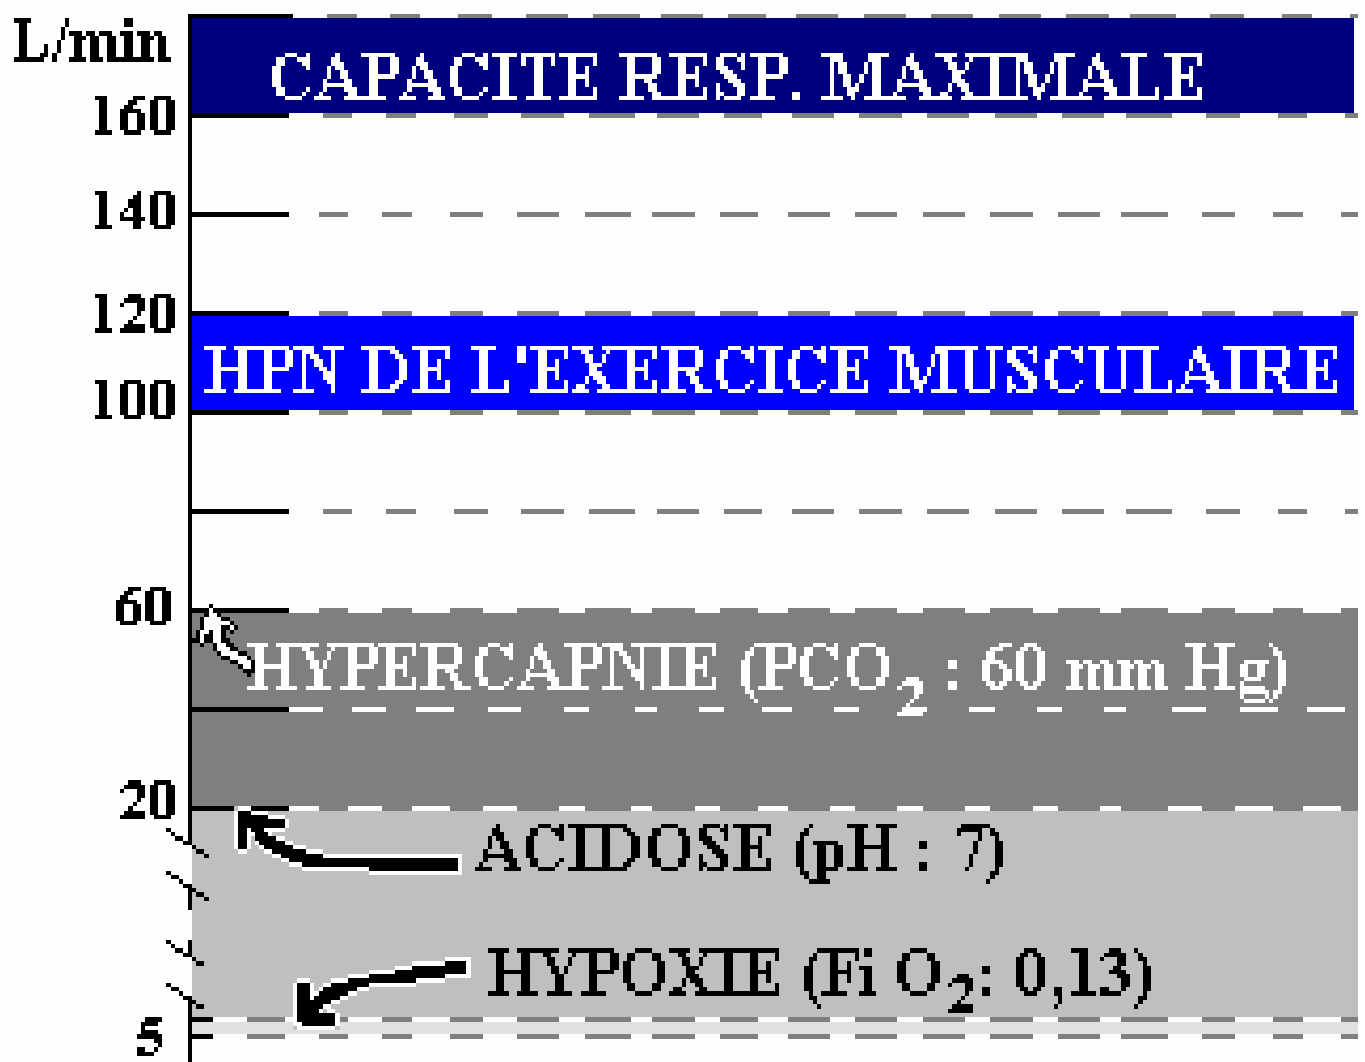 L/min
CAPACITE RESP. MAXIMALE
160
140
120
HPN DE L'EXERCICE MUSCULAIRE
100
60
HYPERCAPNIE (PCO2 : 60 mm Hg)
20
ACIDOSE (pH : 7)
HYPOXIE (Fi O2: 0,13)
5